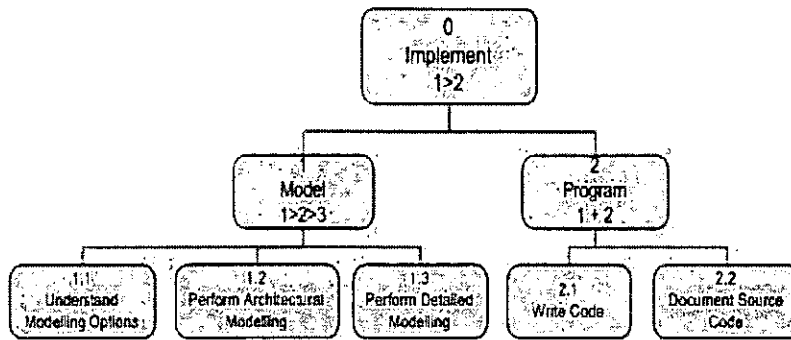 0
Implement
1>2
1
Model
1>2>3
2
Program
1 + 2
1.1
Understand
Modelling Options
1.2
Perform Architectural
Modelling
1.3
Perform Detailed
Modelling
2.1
Write Code
2.2
Document Source
Code